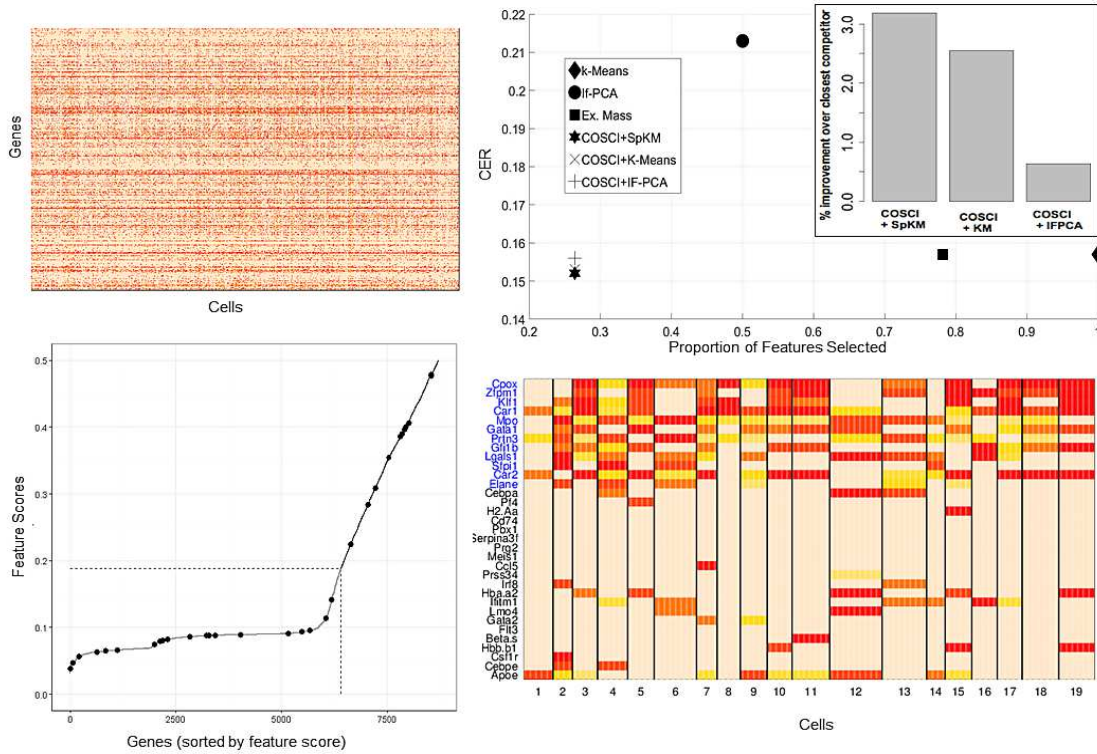 Genes
Cells
0.22
0.21
0.2
0.19
0.18
0.17
0.16
0.15
0.14
CER
k-Means
If-PCA
Ex. Mass
COSCI+SpKM
COSCI+K-Means
COSCI+IF-PCA
0.2 0.3 0.4 0.5 0.6 0.7 0.8 0.9 1
Proportion of Features Selected
% improvement over closest competitor
3.0
2.0
1.0
0.0
COSCI COSCI COSCI
+ SpKM + KM + IFPCA
0.5
0.4
0.3
0.2
0.1
0.0
Feature Scores
0 2500 5000 7500
Genes (sorted by feature score)
Cpox
Zfpm1
Klf1
Car1
Mpo
Gata1
Prtn3
Gfi1b
Lgals1
Sfpi1
Car2
Elane
Cebpa
Pf4
H2.Aa
Cd74
Pbx1
Serpina3f
Prg2
Meis1
Ccl5
Prss34
Irf8
Hba.a2
Ifitm1
Lmo4
Gata2
Flt3
Beta.s
Hbb.b1
Csf1r
Cebpe
Apoe
1 2 3 4 5 6 7 8 9 10 11 12 13 14 15 16 17 18 19
Cells